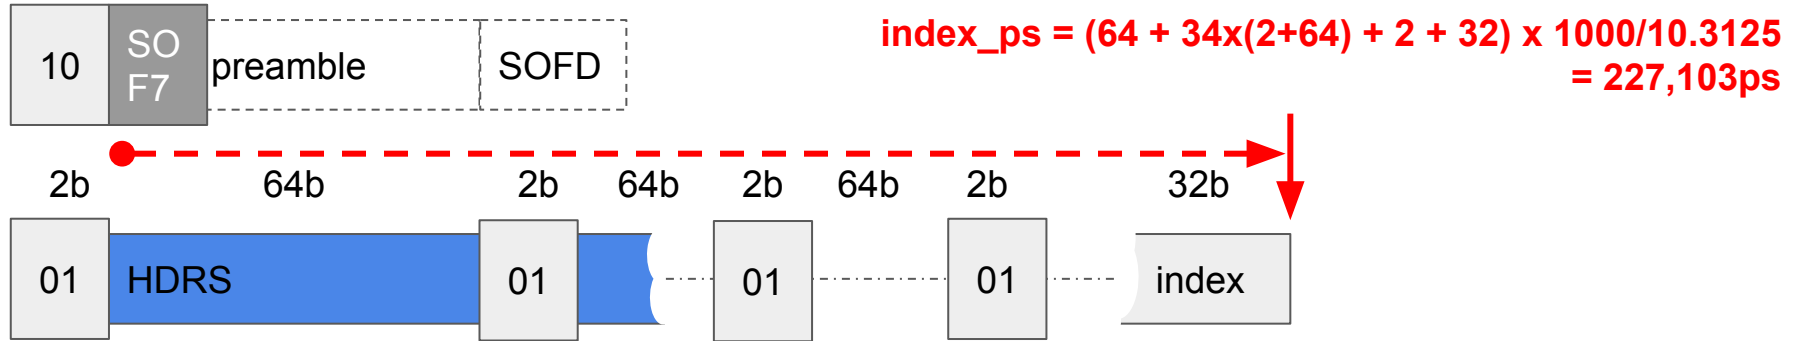 10
SO
F7
preamble
SOFD
index_ps = (64 + 34x(2+64) + 2 + 32) x 1000/10.3125
= 227,103ps
2b 64b 2b 64b 2b 64b 2b 32b
01 HDRS 01 01 01 index